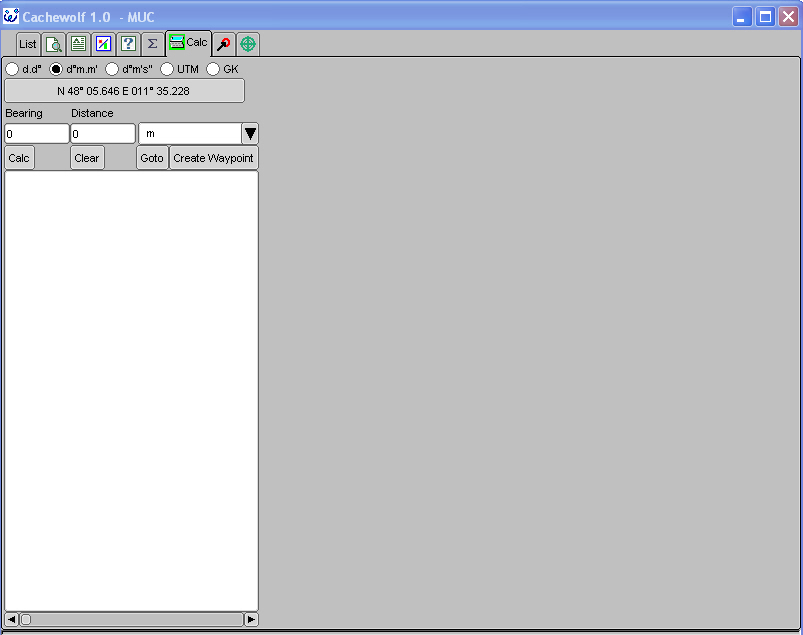 Cachewolf 1.0 - MUC
List Σ Calc
d.d° d°m.m' d°m's" UTM GK
N 48° 05.646 E 011° 35.228
Bearing Distance
0 0 m
Calc Clear Goto Create Waypoint